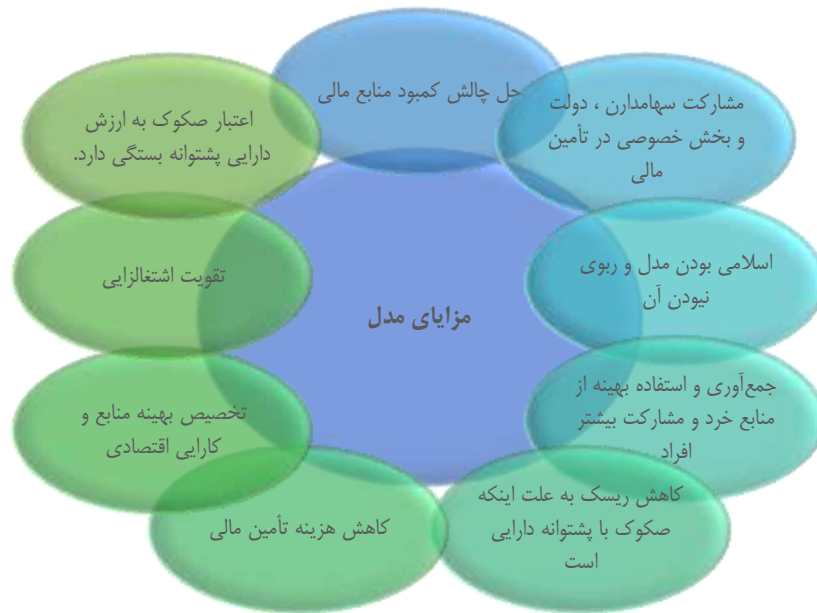 حل چالش کمبود منابع مالی
مشارکت سهامدارن ، دولت
و بخش خصوصی در تأمین
مالی
اسلامی بودن مدل و ربوی
نبودن آن
جمع‌آوری و استفاده بهینه از
منابع خرد و مشارکت بیشتر
افراد
کاهش ریسک به علت اینکه
صکوک با پشتوانه دارایی
است
کاهش هزینه تأمین مالی
تخصیص بهینه منابع و
کارایی اقتصادی
تقویت اشتغالزایی
اعتبار صکوک به ارزش
دارایی پشتوانه بستگی دارد.
مزایای مدل